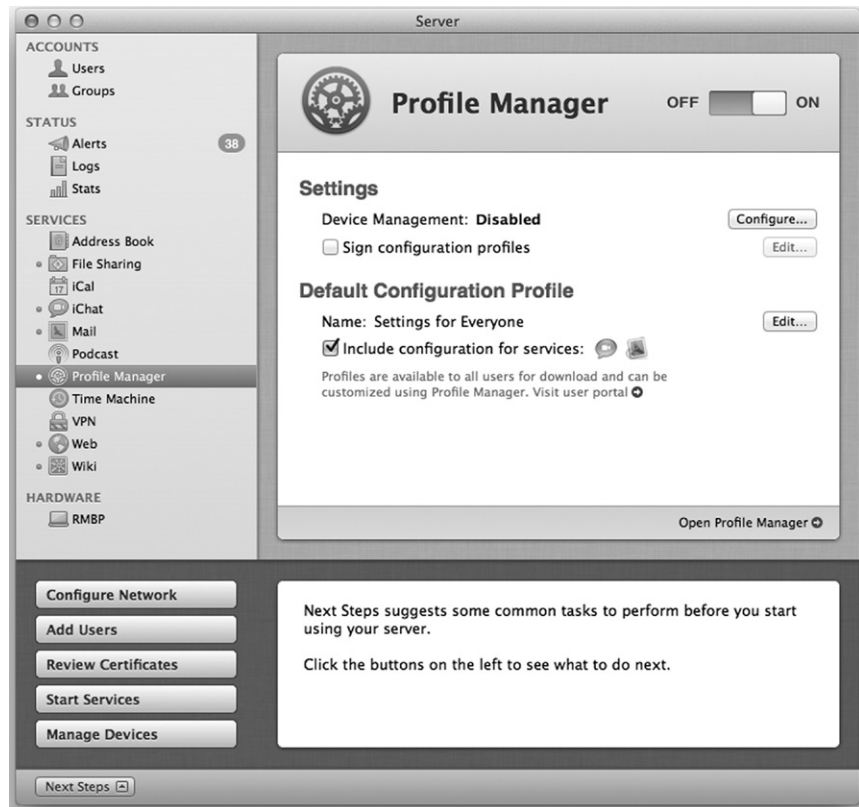 Server
ACCOUNTS
Users
Groups
STATUS
Alerts 38
Logs
Stats
SERVICES
Address Book
File Sharing
17 iCal
iChat
Mail
Podcast
Profile Manager
Time Machine
VPN
Web
Wiki
HARDWARE
RMBP
Profile Manager OFF ON
Settings
Device Management: Disabled Configure...
Sign configuration profiles Edit...
Default Configuration Profile
Name: Settings for Everyone Edit...
Include configuration for services:
Profiles are available to all users for download and can be
customized using Profile Manager. Visit user portal
Open Profile Manager
Configure Network
Add Users
Review Certificates
Start Services
Manage Devices
Next Steps suggests some common tasks to perform before you start
using your server.
Click the buttons on the left to see what to do next.
Next Steps